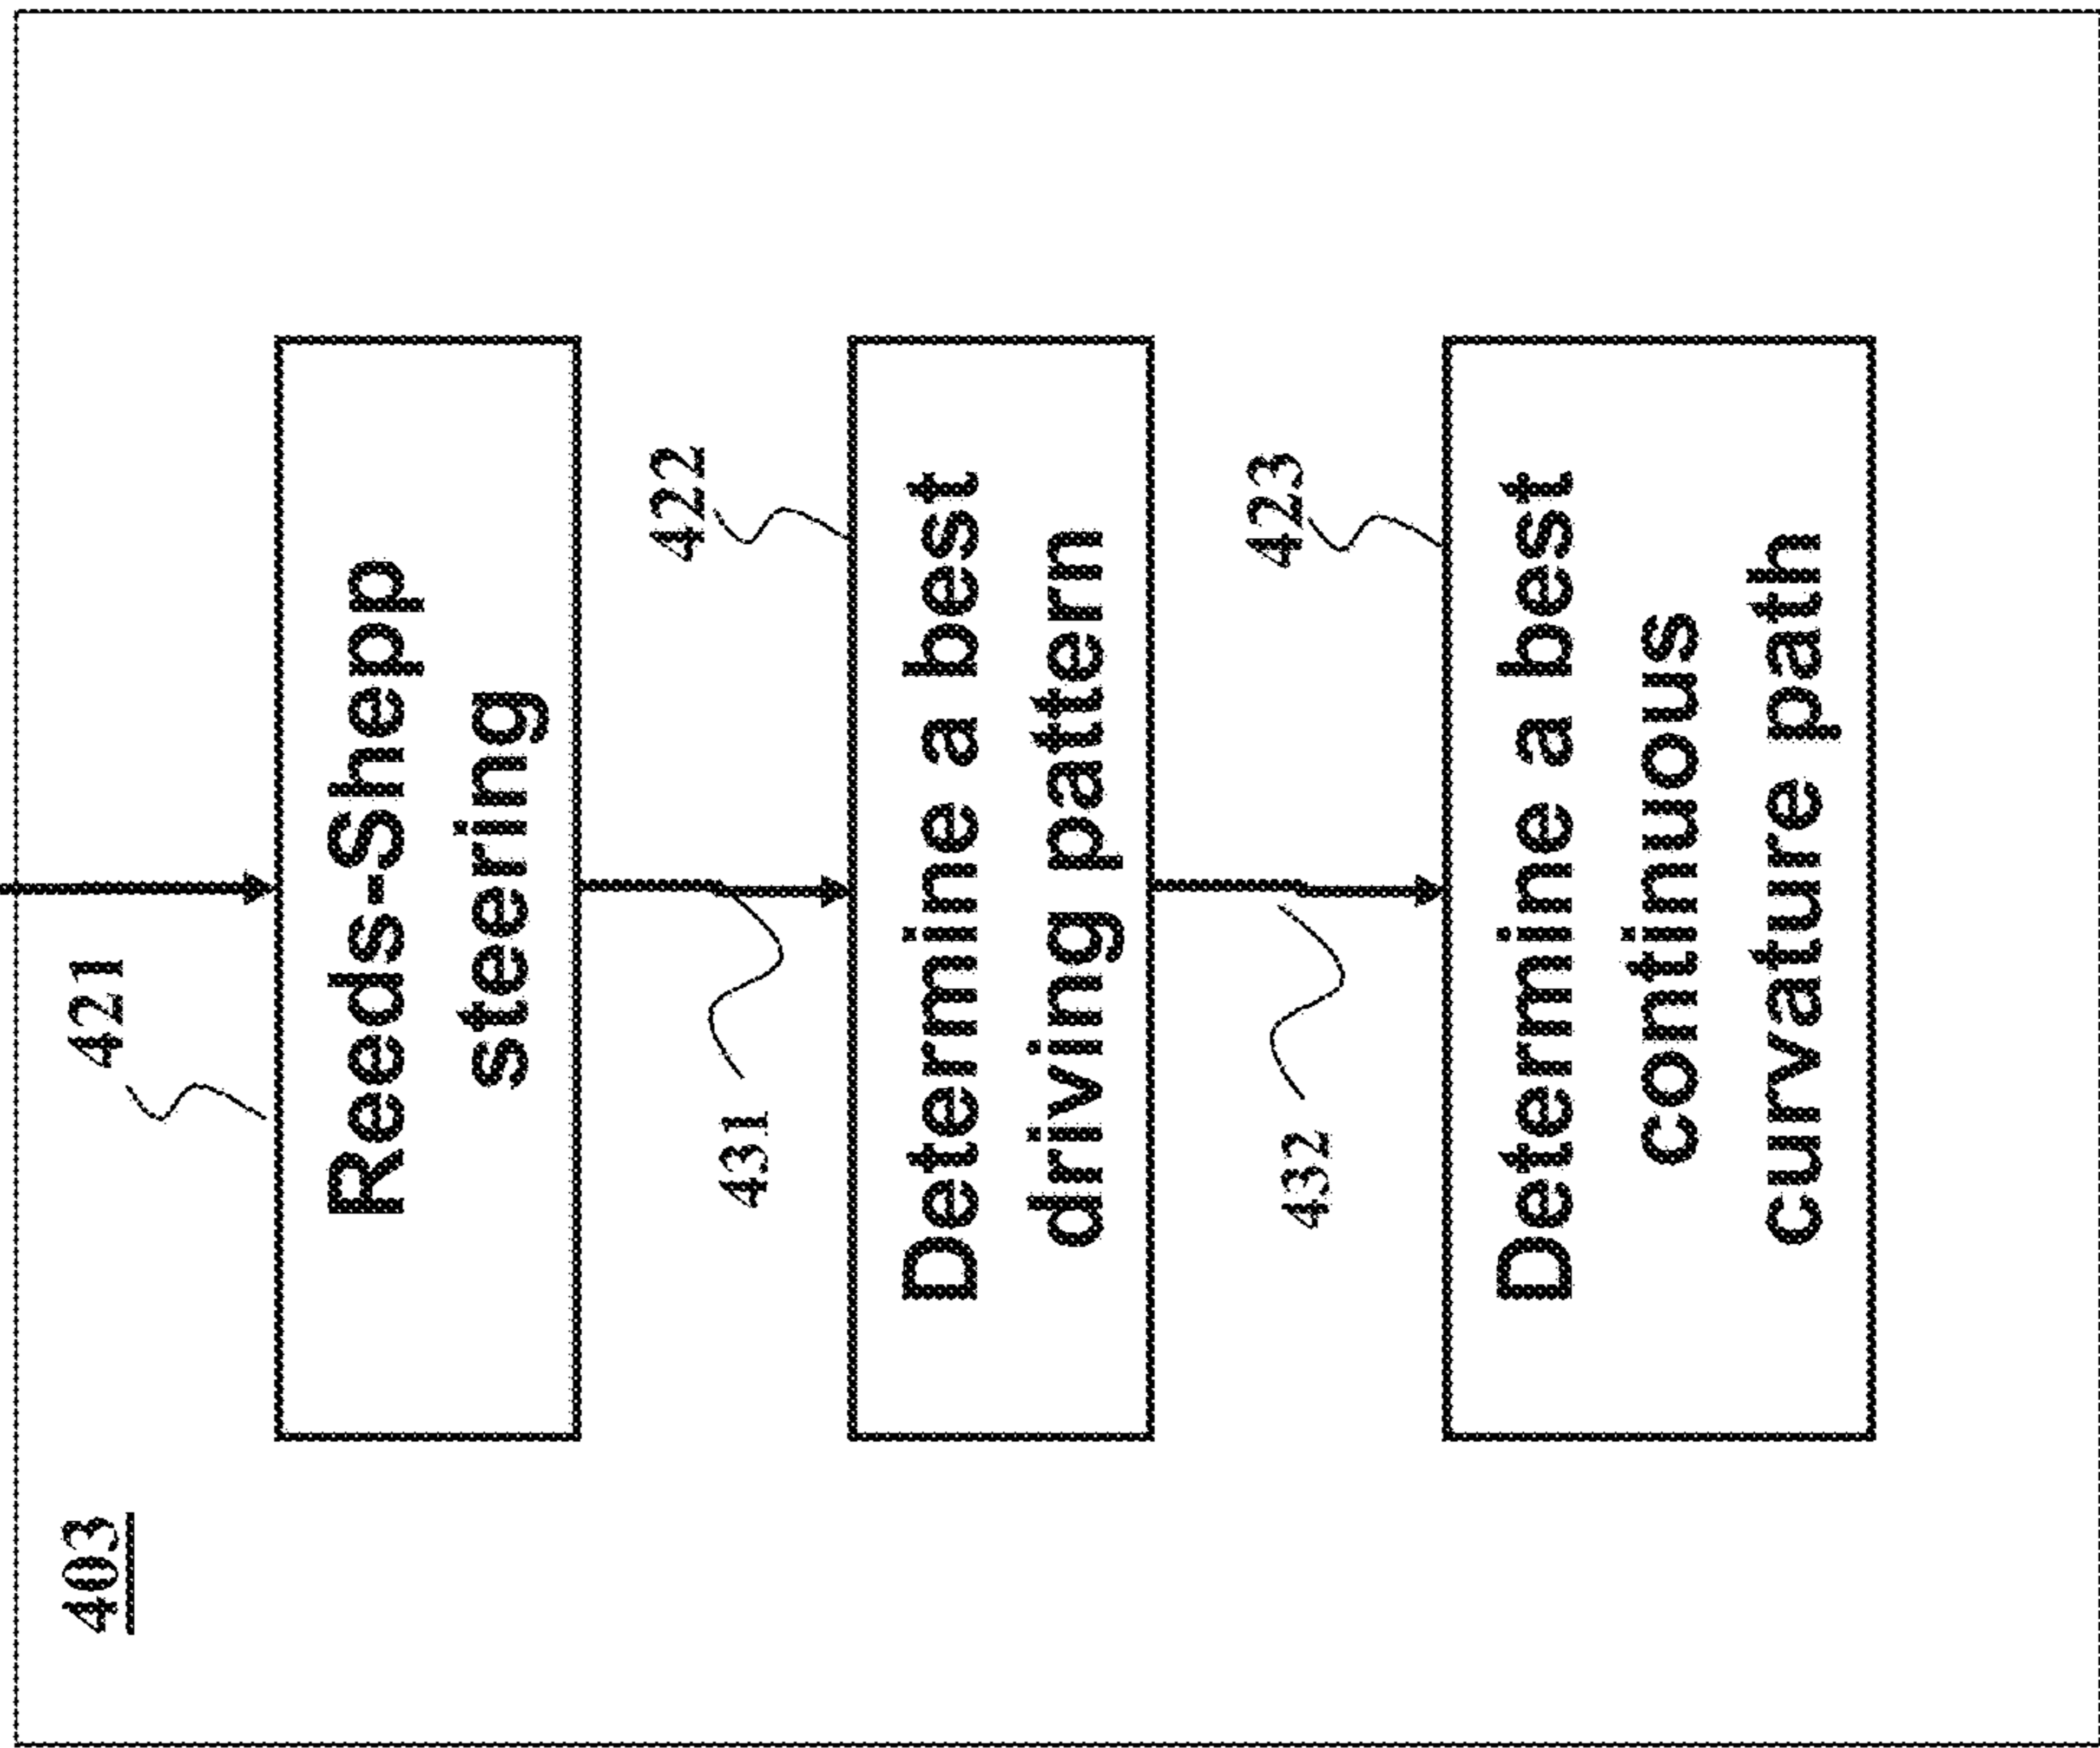 403
421
Reeds-Shepp
steering
431
422
Determine a best
driving pattern
432
423
Determine a best
continuous
curvature path